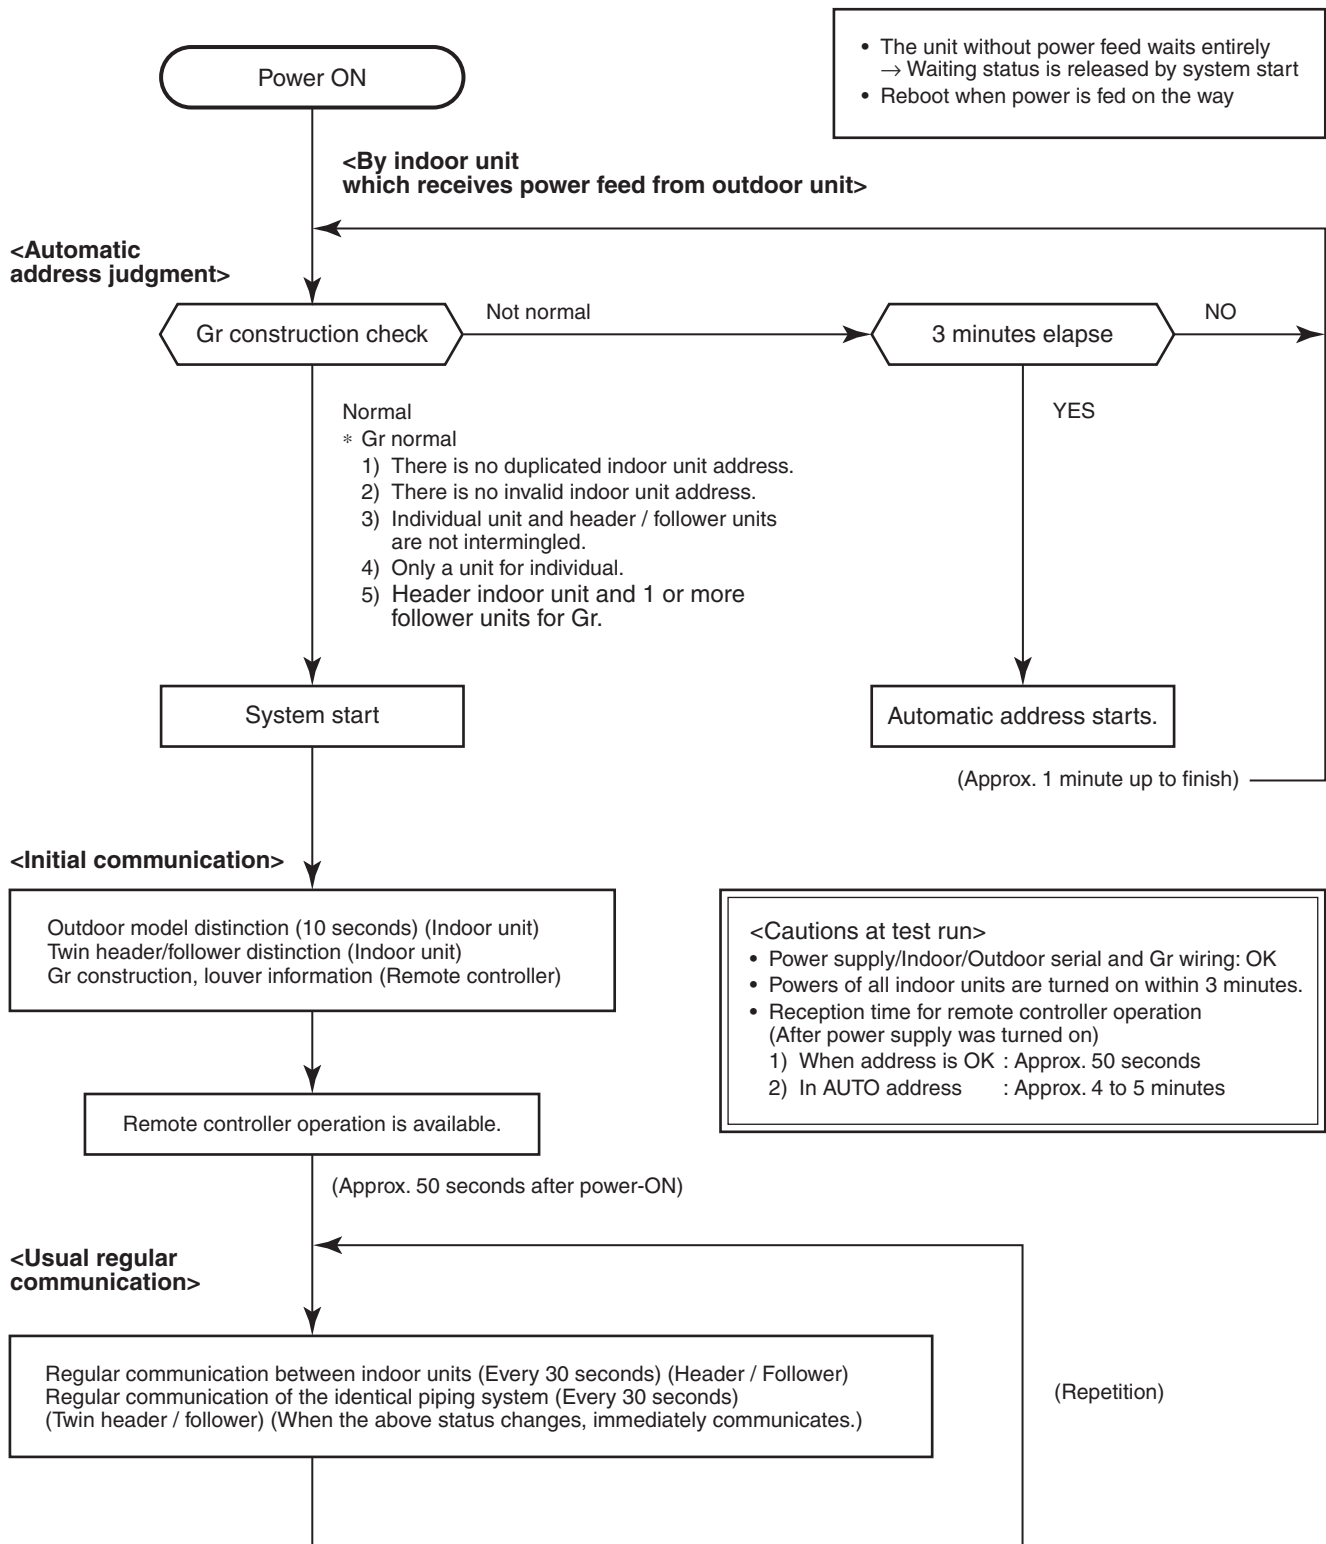 Power ON
• The unit without power feed waits entirely
→ Waiting status is released by system start
• Reboot when power is fed on the way
<By indoor unit
which receives power feed from outdoor unit>
<Automatic
address judgment>
Gr construction check
Not normal
3 minutes elapse
NO
YES
Normal
* Gr normal
1) There is no duplicated indoor unit address.
2) There is no invalid indoor unit address.
3) Individual unit and header / follower units
are not intermingled.
4) Only a unit for individual.
5) Header indoor unit and 1 or more
follower units for Gr.
System start
Automatic address starts.
(Approx. 1 minute up to finish)
<Initial communication>
Outdoor model distinction (10 seconds) (Indoor unit)
Twin header/follower distinction (Indoor unit)
Gr construction, louver information (Remote controller)
<Cautions at test run>
• Power supply/Indoor/Outdoor serial and Gr wiring: OK
• Powers of all indoor units are turned on within 3 minutes.
• Reception time for remote controller operation
(After power supply was turned on)
1) When address is OK : Approx. 50 seconds
2) In AUTO address : Approx. 4 to 5 minutes
Remote controller operation is available.
(Approx. 50 seconds after power-ON)
<Usual regular
communication>
Regular communication between indoor units (Every 30 seconds) (Header / Follower)
Regular communication of the identical piping system (Every 30 seconds)
(Twin header / follower) (When the above status changes, immediately communicates.)
(Repetition)